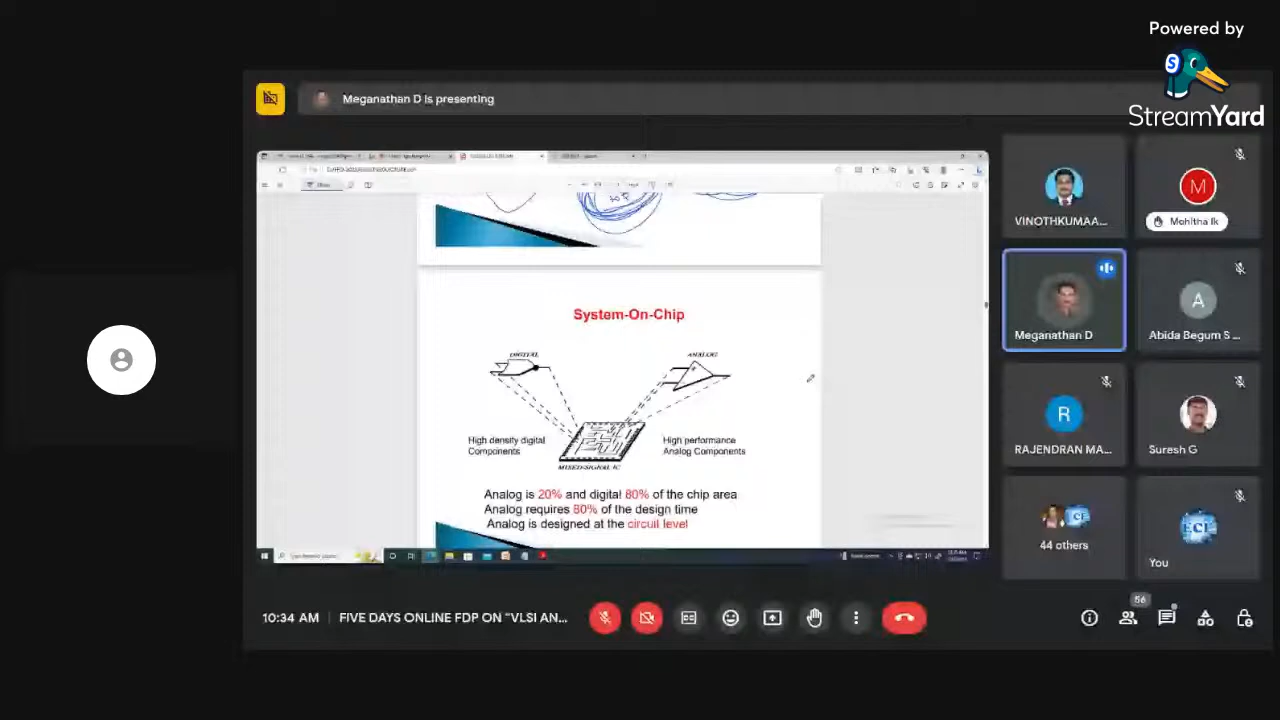 Powered by
StreamYard
Meganathan D is presenting
VINOTHKUMAA...
M
Mohitha lk
Meganathan D
A
Abida Begum S ...
R
RAJENDRAN MA...
Suresh G
44 others
ECE
You
System-On-Chip
DIGITAL
ANALOG
High density digital
Components
High performance
Analog Components
MIXED-SIGNAL IC
Analog is 20% and digital 80% of the chip area
Analog requires 80% of the design time
Analog is designed at the circuit level
10:34 AM | FIVE DAYS ONLINE FDP ON "VLSI AN...
56